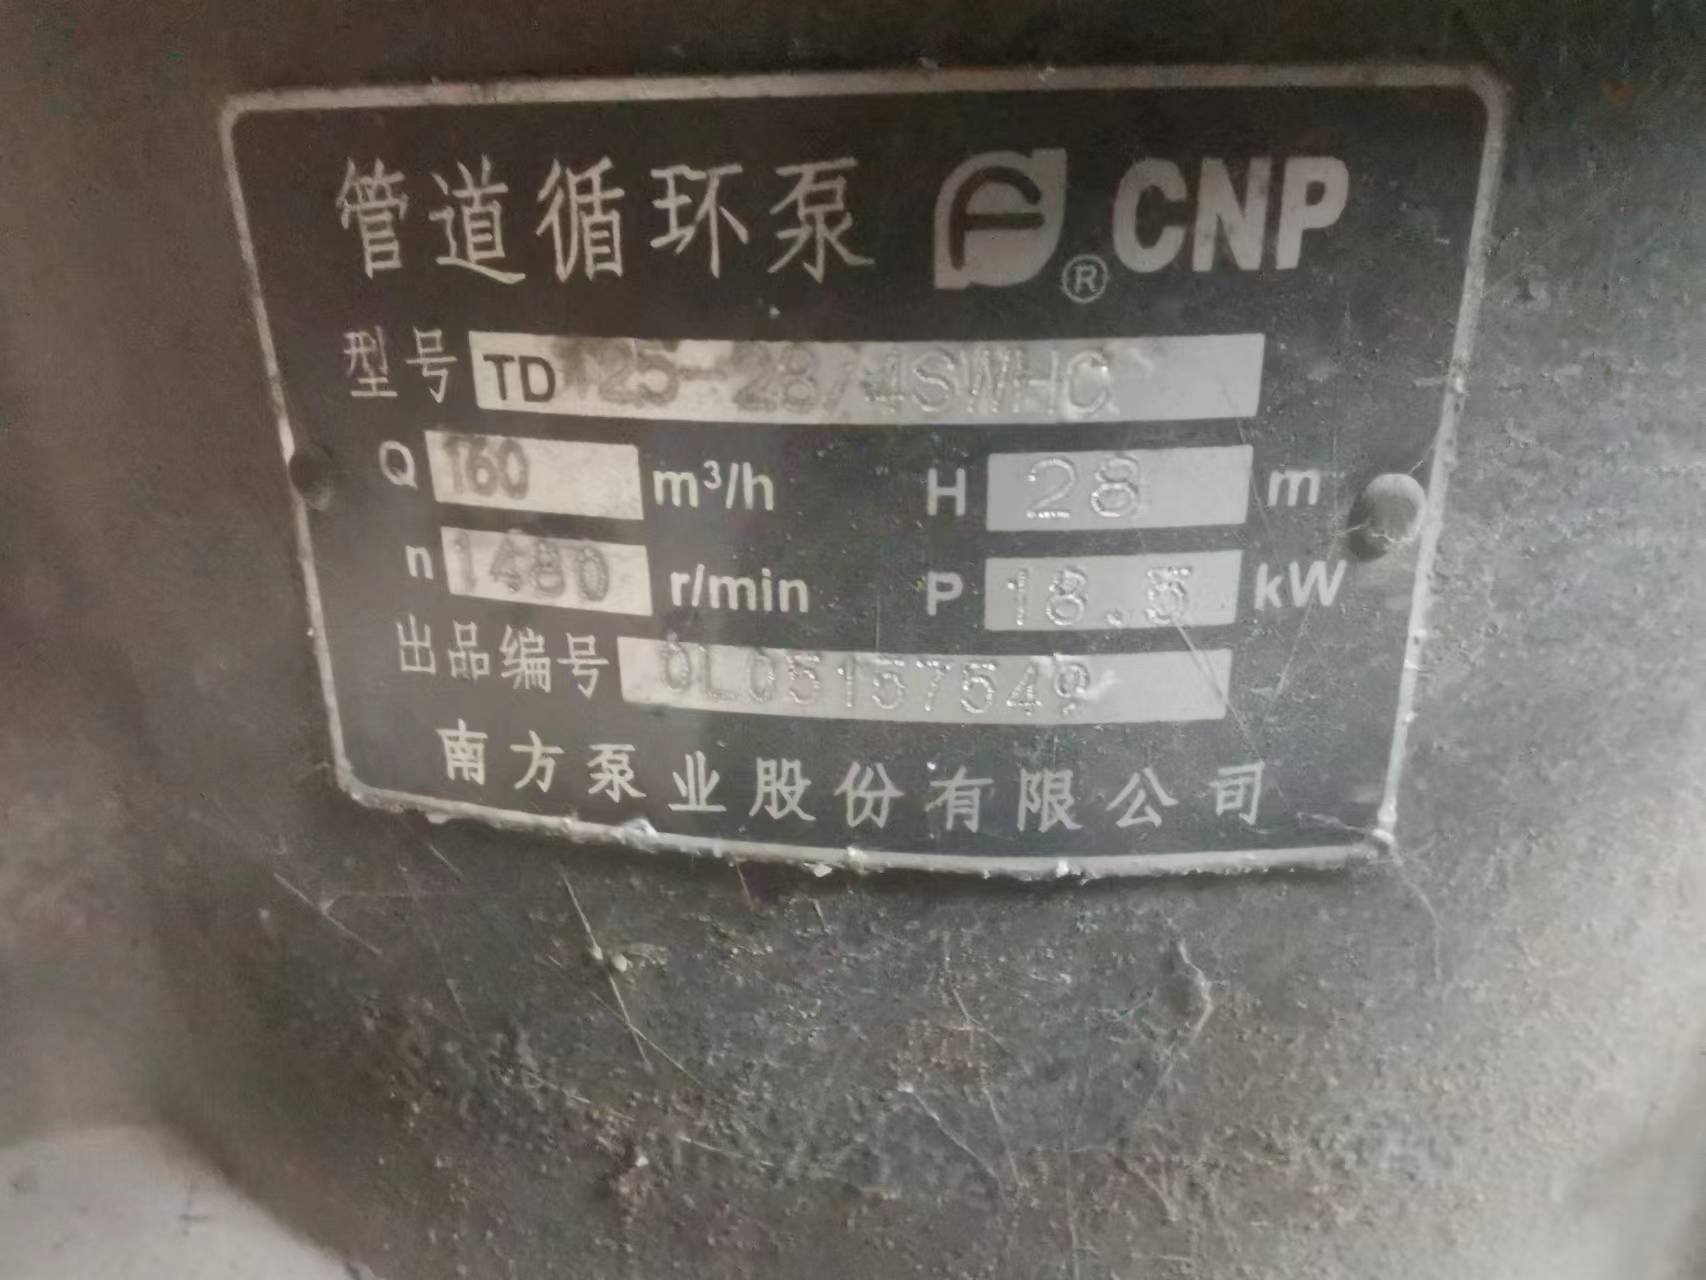 管道循环泵 ® CNP
型号 TD125-28/4SWHC
Q 160 m³/h H 28 m
n 1480 r/min P 18.5 kW
出品编号 0L05157549
南方泵业股份有限公司